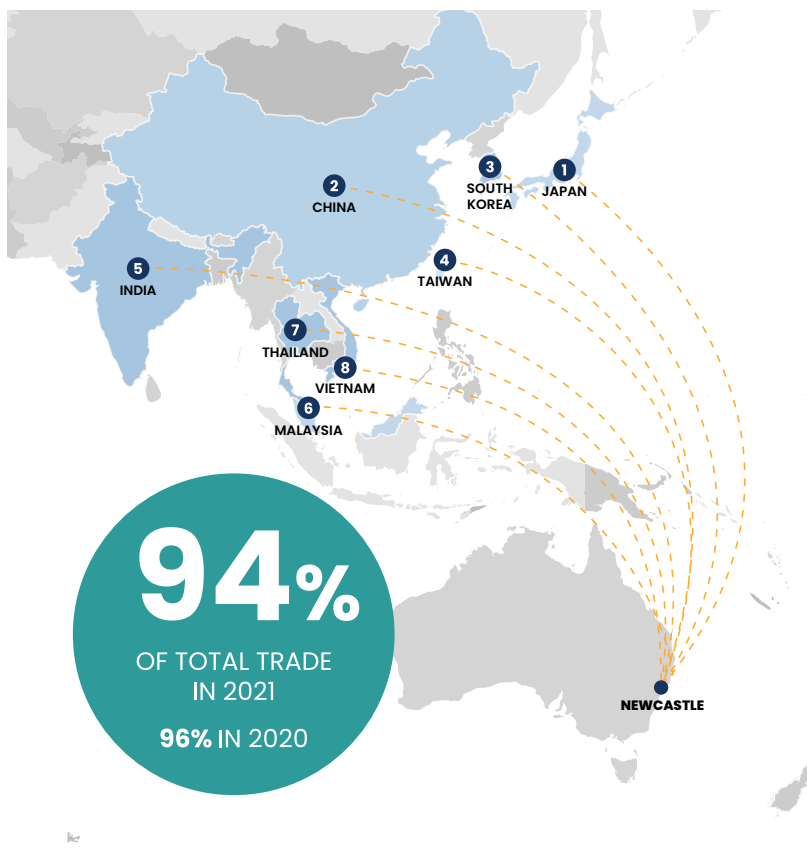 3
1
SOUTH
KOREA
JAPAN
2
CHINA
4
TAIWAN
5
INDIA
7
THAILAND
8
VIETNAM
6
MALAYSIA
94%
OF TOTAL TRADE
IN 2021
96% IN 2020
NEWCASTLE